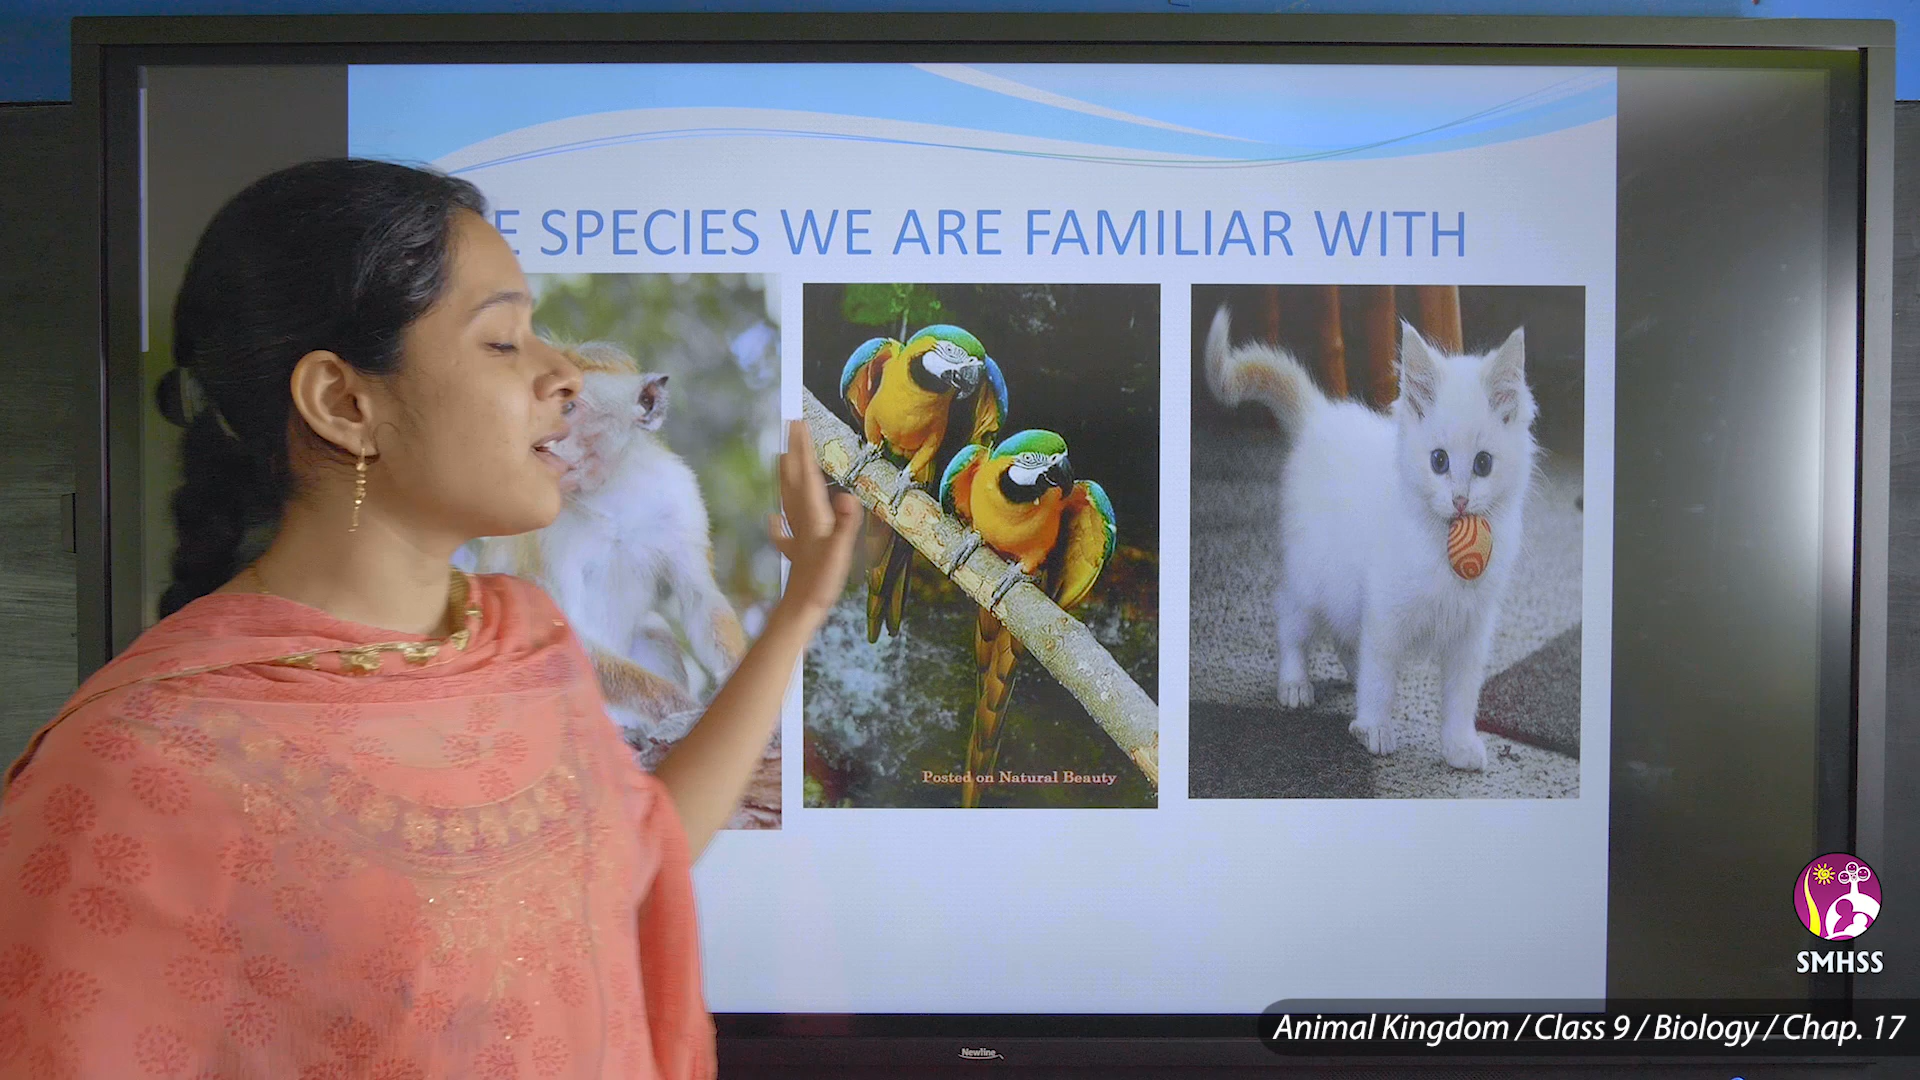 E SPECIES WE ARE FAMILIAR WITH
Posted on Natural Beauty
SMHSS
Animal Kingdom / Class 9 / Biology / Chap. 17
Newline